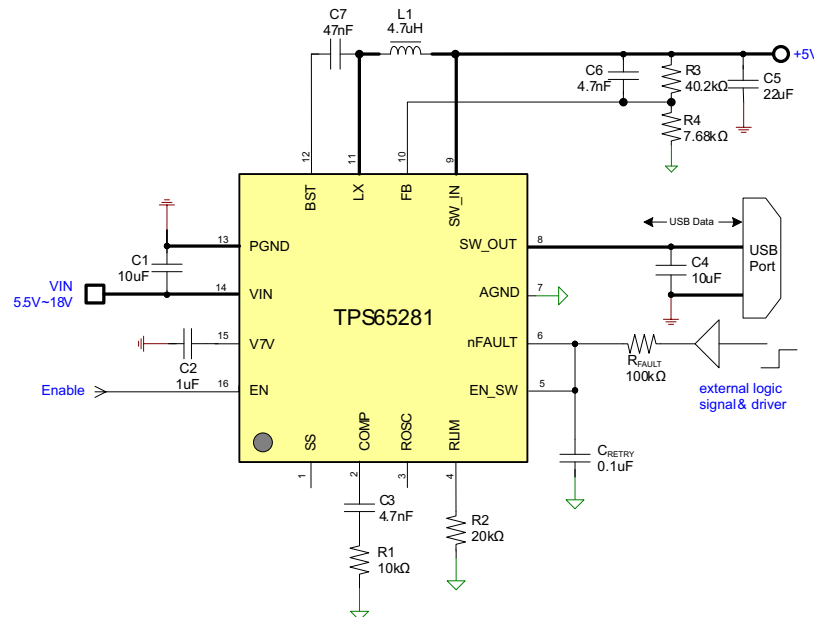 C7
47nF
L1
4.7uH
+5V
C6
4.7nF
R3
40.2kΩ
C5
22uF
R4
7.68kΩ
12
11
10
9
BST
LX
FB
SW_IN
USB Data
13
PGND
SW_OUT
8
USB
Port
C1
10uF
C4
10uF
VIN
5.5V~18V
14
VIN
AGND
7
TPS65281
15
V7V
nFAULT
6
C2
1uF
RFAULT
100kΩ
Enable
16
EN
EN_SW
5
external logic
signal & driver
SS
COMP
ROSC
RLIM
CRETRY
0.1uF
1
2
3
4
C3
4.7nF
R2
20kΩ
R1
10kΩ